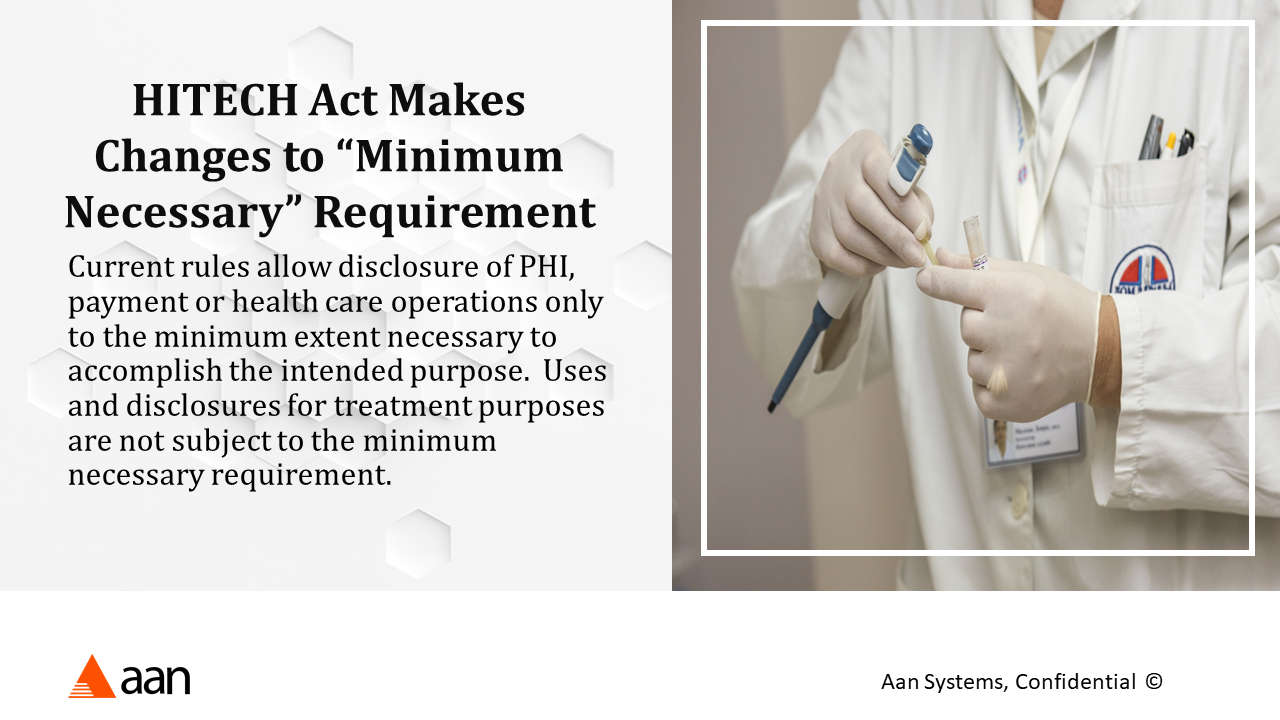 HITECH Act Makes
Changes to “Minimum
Necessary” Requirement
Current rules allow disclosure of PHI,
payment or health care operations only
to the minimum extent necessary to
accomplish the intended purpose.  Uses
and disclosures for treatment purposes
are not subject to the minimum
necessary requirement.
aan
Aan Systems, Confidential ©